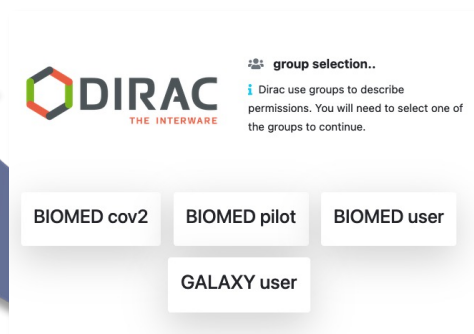 DIRAC
THE INTERWARE
group selection..
i Dirac use groups to describe
permissions. You will need to select one of
the groups to continue.
BIOMED cov2
BIOMED pilot
BIOMED user
GALAXY user